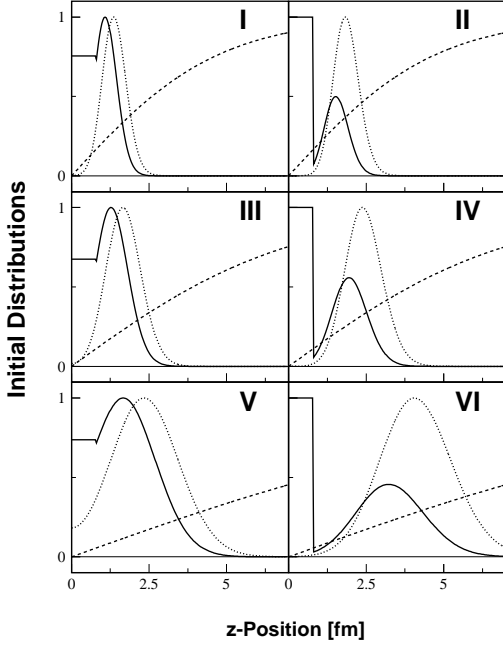 1
I
II
0
1
III
IV
0
Initial Distributions
1
V
VI
0
0 2.5 5 0 2.5 5
z-Position [fm]